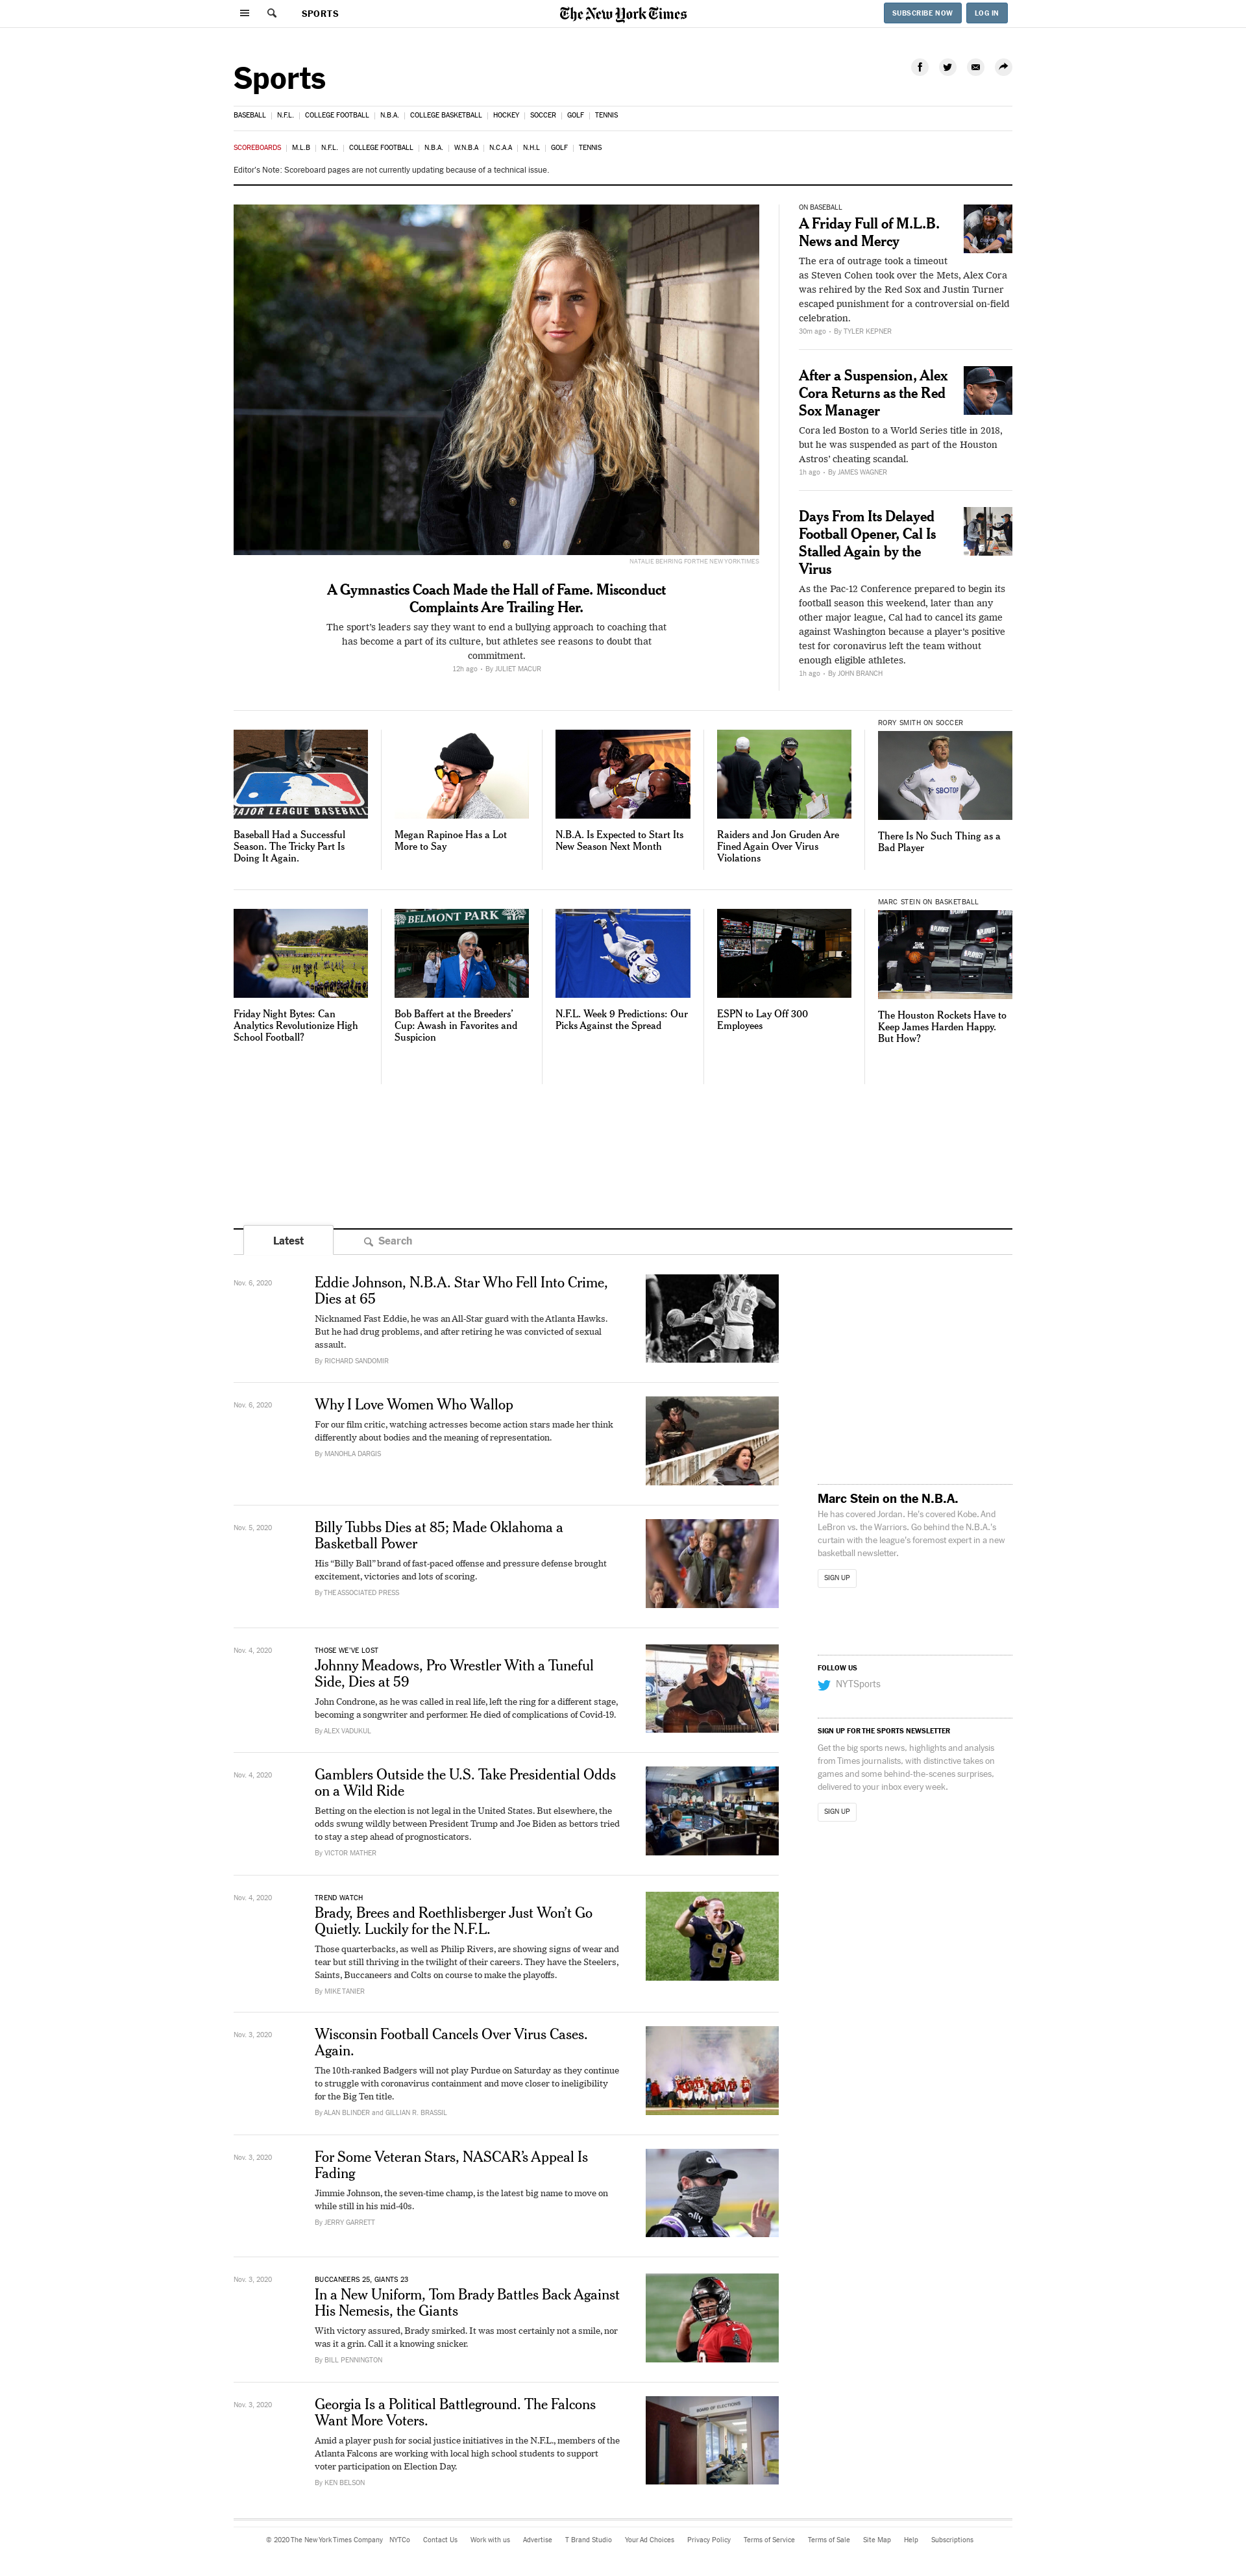 SPORTS
The New York Times
SUBSCRIBE NOW
LOG IN
Sports
BASEBALL
N.F.L.
COLLEGE FOOTBALL
N.B.A.
COLLEGE BASKETBALL
HOCKEY
SOCCER
GOLF
TENNIS
SCOREBOARDS
M.L.B
N.F.L.
COLLEGE FOOTBALL
N.B.A.
W.N.B.A
N.C.A.A
N.H.L
GOLF
TENNIS
Editor's Note: Scoreboard pages are not currently updating because of a technical issue.
NATALIE BEHRING FOR THE NEW YORK TIMES
A Gymnastics Coach Made the Hall of Fame. Misconduct
Complaints Are Trailing Her.
The sport's leaders say they want to end a bullying approach to coaching that
has become a part of its culture, but athletes see reasons to doubt that
commitment.
12h ago • By JULIET MACUR
ON BASEBALL
A Friday Full of M.L.B.
News and Mercy
The era of outrage took a timeout
as Steven Cohen took over the Mets, Alex Cora
was rehired by the Red Sox and Justin Turner
escaped punishment for a controversial on-field
celebration.
30m ago • By TYLER KEPNER
After a Suspension, Alex
Cora Returns as the Red
Sox Manager
Cora led Boston to a World Series title in 2018,
but he was suspended as part of the Houston
Astros' cheating scandal.
1h ago • By JAMES WAGNER
Days From Its Delayed
Football Opener, Cal Is
Stalled Again by the
Virus
As the Pac-12 Conference prepared to begin its
football season this weekend, later than any
other major league, Cal had to cancel its game
against Washington because a player's positive
test for coronavirus left the team without
enough eligible athletes.
1h ago • By JOHN BRANCH
MAJOR LEAGUE BASEBALL
Baseball Had a Successful
Season. The Tricky Part Is
Doing It Again.
Megan Rapinoe Has a Lot
More to Say
N.B.A. Is Expected to Start Its
New Season Next Month
Raiders and Jon Gruden Are
Fined Again Over Virus
Violations
RORY SMITH ON SOCCER
SBOTOP
There Is No Such Thing as a
Bad Player
Friday Night Bytes: Can
Analytics Revolutionize High
School Football?
BELMONT PARK
Bob Baffert at the Breeders'
Cup: Awash in Favorites and
Suspicion
N.F.L. Week 9 Predictions: Our
Picks Against the Spread
ESPN to Lay Off 300
Employees
MARC STEIN ON BASKETBALL
The Houston Rockets Have to
Keep James Harden Happy.
But How?
Latest
Search
Nov. 6, 2020
Eddie Johnson, N.B.A. Star Who Fell Into Crime,
Dies at 65
Nicknamed Fast Eddie, he was an All-Star guard with the Atlanta Hawks.
But he had drug problems, and after retiring he was convicted of sexual
assault.
By RICHARD SANDOMIR
16
Nov. 6, 2020
Why I Love Women Who Wallop
For our film critic, watching actresses become action stars made her think
differently about bodies and the meaning of representation.
By MANOHLA DARGIS
Nov. 5, 2020
Billy Tubbs Dies at 85; Made Oklahoma a
Basketball Power
His "Billy Ball" brand of fast-paced offense and pressure defense brought
excitement, victories and lots of scoring.
By THE ASSOCIATED PRESS
Nov. 4, 2020
THOSE WE'VE LOST
Johnny Meadows, Pro Wrestler With a Tuneful
Side, Dies at 59
John Condrone, as he was called in real life, left the ring for a different stage,
becoming a songwriter and performer. He died of complications of Covid-19.
By ALEX VADUKUL
Nov. 4, 2020
Gamblers Outside the U.S. Take Presidential Odds
on a Wild Ride
Betting on the election is not legal in the United States. But elsewhere, the
odds swung wildly between President Trump and Joe Biden as bettors tried
to stay a step ahead of prognosticators.
By VICTOR MATHER
Nov. 4, 2020
TREND WATCH
Brady, Brees and Roethlisberger Just Won't Go
Quietly. Luckily for the N.F.L.
Those quarterbacks, as well as Philip Rivers, are showing signs of wear and
tear but still thriving in the twilight of their careers. They have the Steelers,
Saints, Buccaneers and Colts on course to make the playoffs.
By MIKE TANIER
9
Nov. 3, 2020
Wisconsin Football Cancels Over Virus Cases.
Again.
The 10th-ranked Badgers will not play Purdue on Saturday as they continue
to struggle with coronavirus containment and move closer to ineligibility
for the Big Ten title.
By ALAN BLINDER and GILLIAN R. BRASSIL
Nov. 3, 2020
For Some Veteran Stars, NASCAR's Appeal Is
Fading
Jimmie Johnson, the seven-time champ, is the latest big name to move on
while still in his mid-40s.
By JERRY GARRETT
ally
Nov. 3, 2020
BUCCANEERS 25, GIANTS 23
In a New Uniform, Tom Brady Battles Back Against
His Nemesis, the Giants
With victory assured, Brady smirked. It was most certainly not a smile, nor
was it a grin. Call it a knowing snicker.
By BILL PENNINGTON
Nov. 3, 2020
Georgia Is a Political Battleground. The Falcons
Want More Voters.
Amid a player push for social justice initiatives in the N.F.L., members of the
Atlanta Falcons are working with local high school students to support
voter participation on Election Day.
By KEN BELSON
BOARD OF ELECTIONS
Marc Stein on the N.B.A.
He has covered Jordan. He's covered Kobe. And
LeBron vs. the Warriors. Go behind the N.B.A.'s
curtain with the league's foremost expert in a new
basketball newsletter.
SIGN UP
FOLLOW US
NYTSports
SIGN UP FOR THE SPORTS NEWSLETTER
Get the big sports news, highlights and analysis
from Times journalists, with distinctive takes on
games and some behind-the-scenes surprises,
delivered to your inbox every week.
SIGN UP
© 2020 The New York Times Company
NYTCo
Contact Us
Work with us
Advertise
T Brand Studio
Your Ad Choices
Privacy Policy
Terms of Service
Terms of Sale
Site Map
Help
Subscriptions